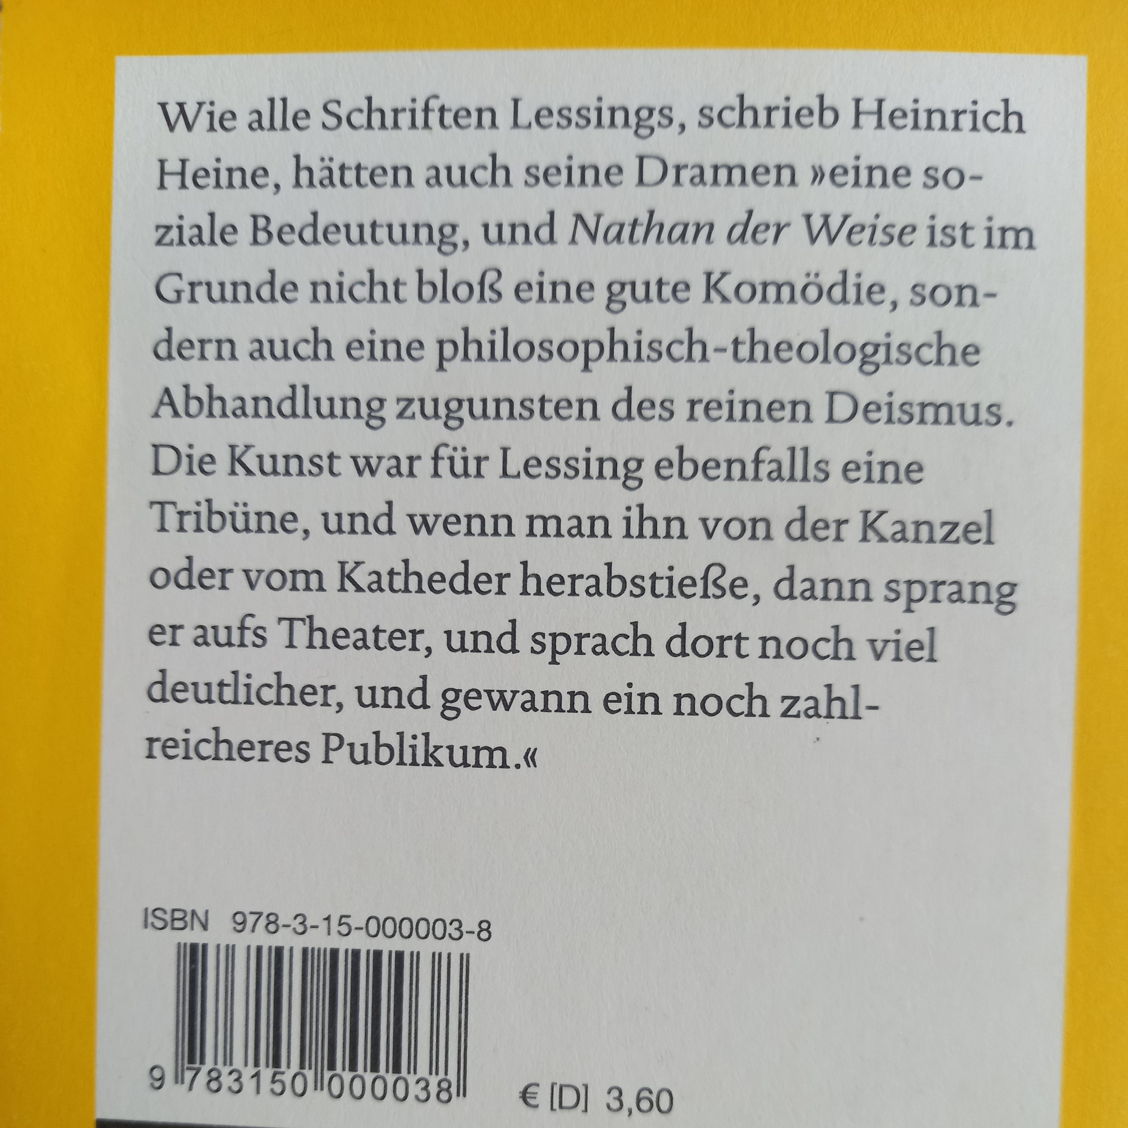 Wie alle Schriften Lessings, schrieb Heinrich
Heine, hätten auch seine Dramen »eine so-
ziale Bedeutung, und Nathan der Weise ist im
Grunde nicht bloß eine gute Komödie, son-
dern auch eine philosophisch-theologische
Abhandlung zugunsten des reinen Deismus.
Die Kunst war für Lessing ebenfalls eine
Tribüne, und wenn man ihn von der Kanzel
oder vom Katheder herabstieße, dann sprang
er aufs Theater, und sprach dort noch viel
deutlicher, und gewann ein noch zahl-
reicheres Publikum.«
ISBN 978-3-15-000003-8
9 783150 000038
€ [D] 3,60